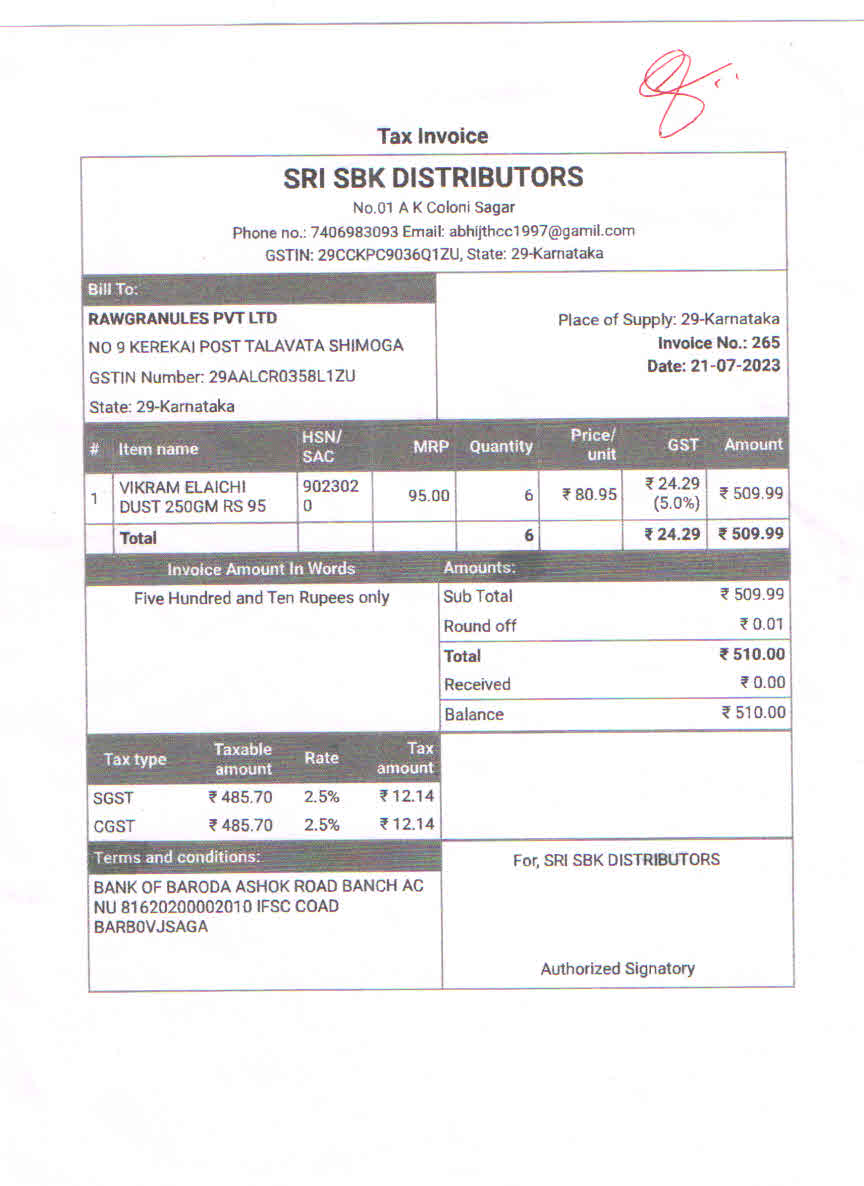 Tax Invoice
SRI SBK DISTRIBUTORS
No.01 A K Coloni Sagar
Phone no.: 7406983093 Email: abhijthcc1997@gamil.com
GSTIN: 29CCKPC9036Q1ZU, State: 29-Karnataka
Bill To:
RAWGRANULES PVT LTD
NO 9 KEREKAI POST TALAVATA SHIMOGA
GSTIN Number: 29AALCR0358L1ZU
State: 29-Karnataka
Place of Supply: 29-Karnataka
Invoice No.: 265
Date: 21-07-2023
# Item name HSN/ SAC MRP Quantity Price/ unit GST Amount
1 VIKRAM ELAICHI DUST 250GM RS 95 902302 0 95.00 6 ₹ 80.95 ₹ 24.29 (5.0%) ₹ 509.99
Total 6 ₹ 24.29 ₹ 509.99
Invoice Amount In Words
Five Hundred and Ten Rupees only
Amounts:
Sub Total ₹ 509.99
Round off ₹ 0.01
Total ₹ 510.00
Received ₹ 0.00
Balance ₹ 510.00
Tax type Taxable amount Rate Tax amount
SGST ₹ 485.70 2.5% ₹ 12.14
CGST ₹ 485.70 2.5% ₹ 12.14
Terms and conditions:
BANK OF BARODA ASHOK ROAD BANCH AC
NU 81620200002010 IFSC COAD
BARB0VJSAGA
For, SRI SBK DISTRIBUTORS
Authorized Signatory